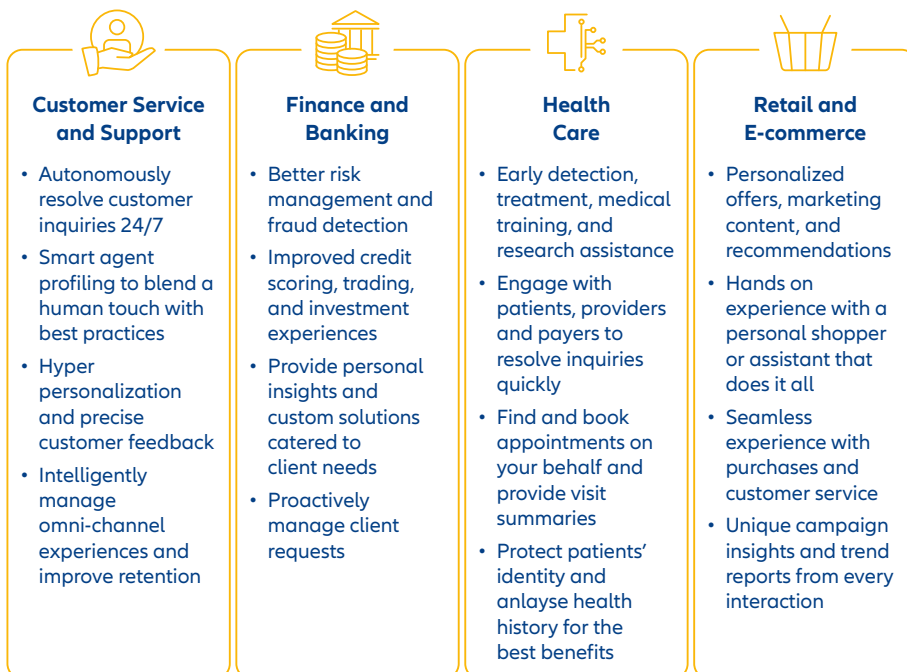 Customer Service
and Support
• Autonomously
resolve customer
inquiries 24/7
• Smart agent
profiling to blend a
human touch with
best practices
• Hyper
personalization
and precise
customer feedback
• Intelligently
manage
omni-channel
experiences and
improve retention
Finance and
Banking
• Better risk
management and
fraud detection
• Improved credit
scoring, trading,
and investment
experiences
• Provide personal
insights and
custom solutions
catered to
client needs
• Proactively
manage client
requests
Health
Care
• Early detection,
treatment, medical
training, and
research assistance
• Engage with
patients, providers
and payers to
resolve inquiries
quickly
• Find and book
appointments on
your behalf and
provide visit
summaries
• Protect patients’
identity and
anlayse health
history for the
best benefits
Retail and
E-commerce
• Personalized
offers, marketing
content, and
recommendations
• Hands on
experience with a
personal shopper
or assistant that
does it all
• Seamless
experience with
purchases and
customer service
• Unique campaign
insights and trend
reports from every
interaction